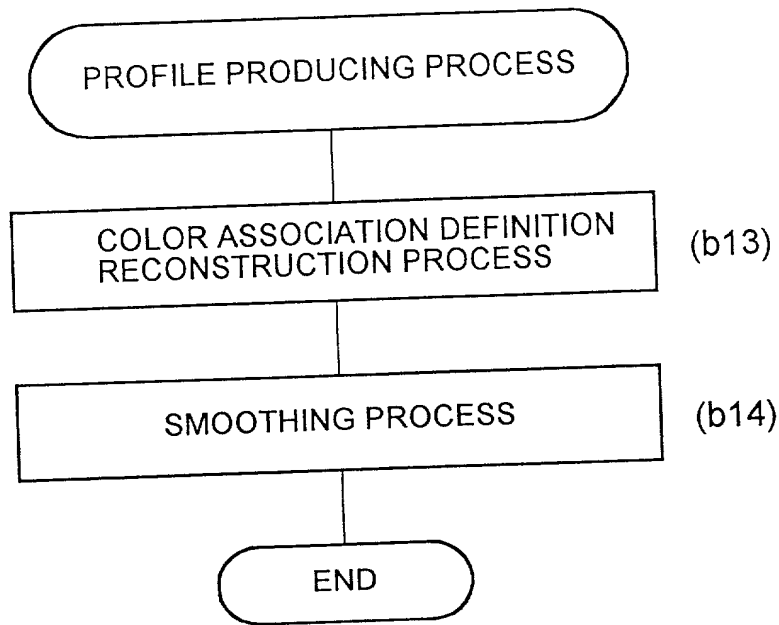 PROFILE PRODUCING PROCESS
COLOR ASSOCIATION DEFINITION
RECONSTRUCTION PROCESS
(b13)
SMOOTHING PROCESS
(b14)
END